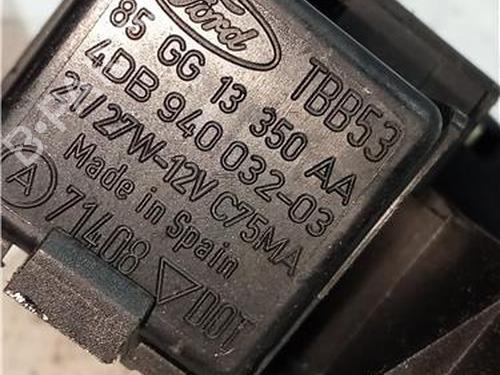 Ford
TBB53
85 GG 13 350 AA
4DB 940 032-03
21/27W-12V C75MA
Made in Spain
A 71408 DOT